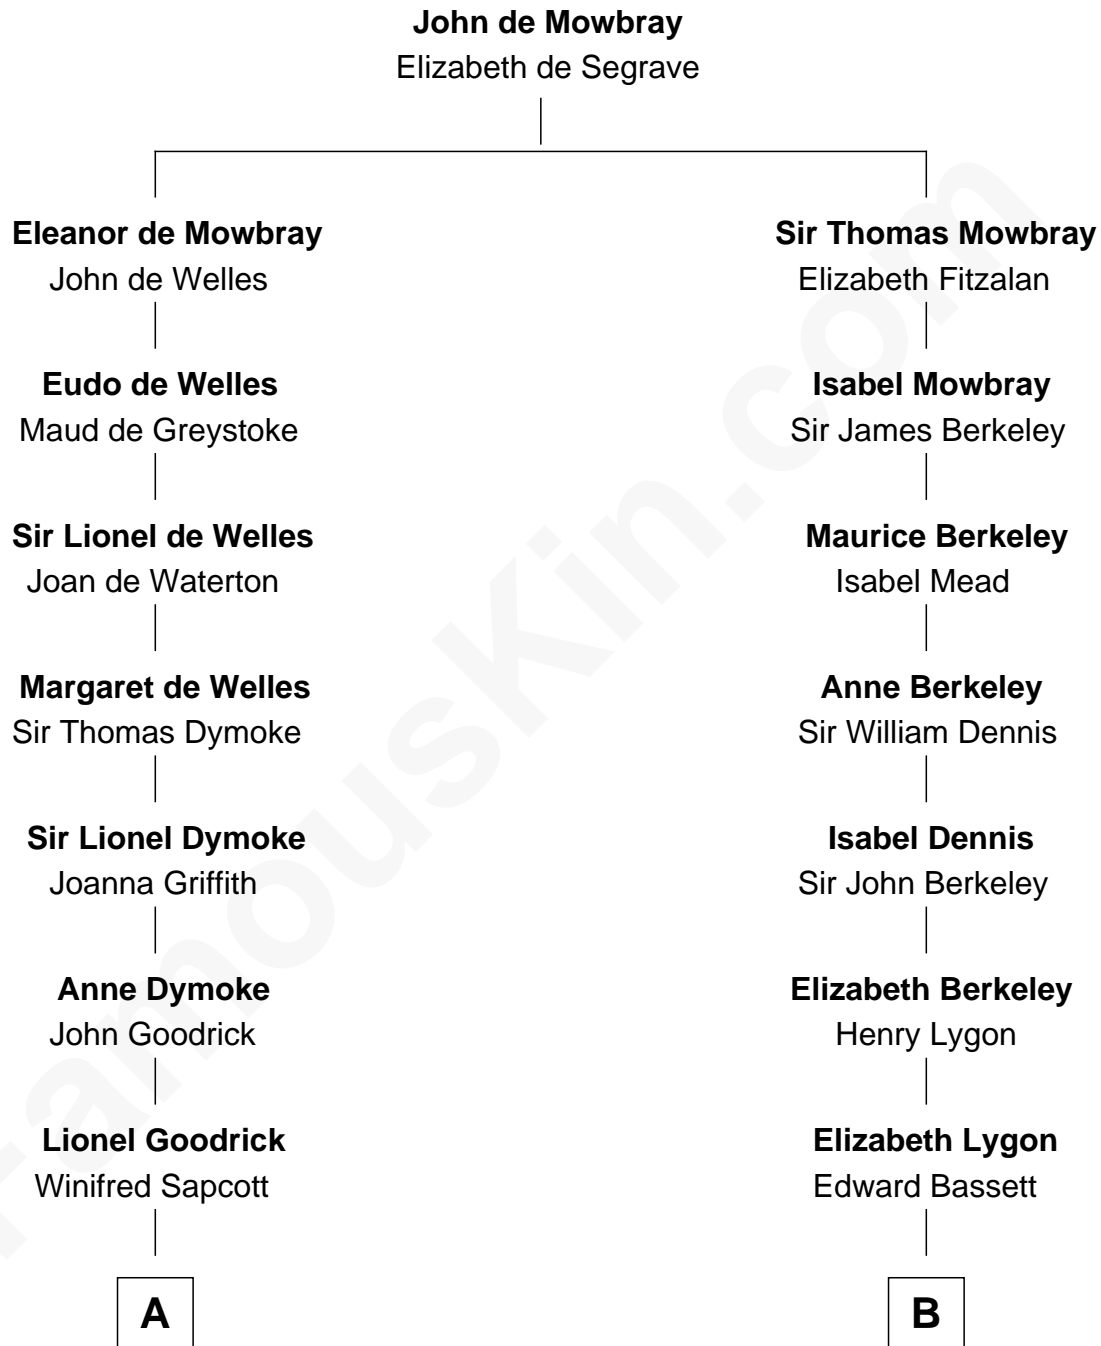 John de Mowbray
Elizabeth de Segrave
Eleanor de Mowbray
John de Welles
Sir Thomas Mowbray
Elizabeth Fitzalan
Eudo de Welles
Maud de Greystoke
Isabel Mowbray
Sir James Berkeley
Sir Lionel de Welles
Joan de Waterton
Maurice Berkeley
Isabel Mead
Margaret de Welles
Sir Thomas Dymoke
Anne Berkeley
Sir William Dennis
Sir Lionel Dymoke
Joanna Griffith
Isabel Dennis
Sir John Berkeley
Anne Dymoke
John Goodrick
Elizabeth Berkeley
Henry Lygon
Lionel Goodrick
Winifred Sapcott
Elizabeth Lygon
Edward Bassett
A
B
FamousKin.com